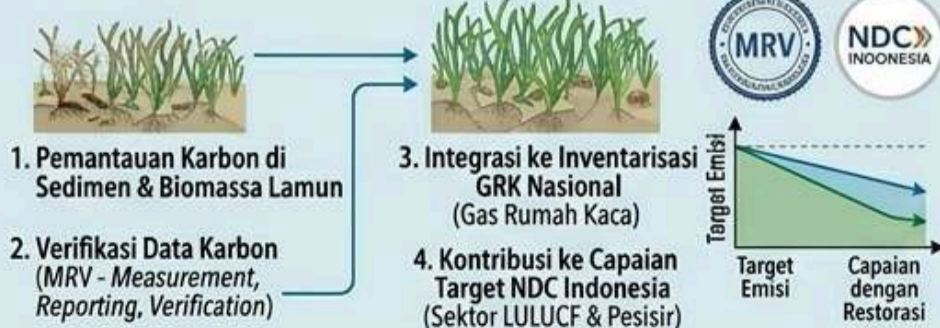 1. Pemantauan Karbon di
Sedimen & Biomassa Lamun
2. Verifikasi Data Karbon
(MRV - Measurement,
Reporting, Verification)
3. Integrasi ke Inventarisasi
GRK Nasional
(Gas Rumah Kaca)
4. Kontribusi ke Capaian
Target NDC Indonesia
(Sektor LULUCF & Pesisir)
MRV
NDC
INDONESIA
Target Emisi
Target
Emisi
Capaian
dengan
Restorasi